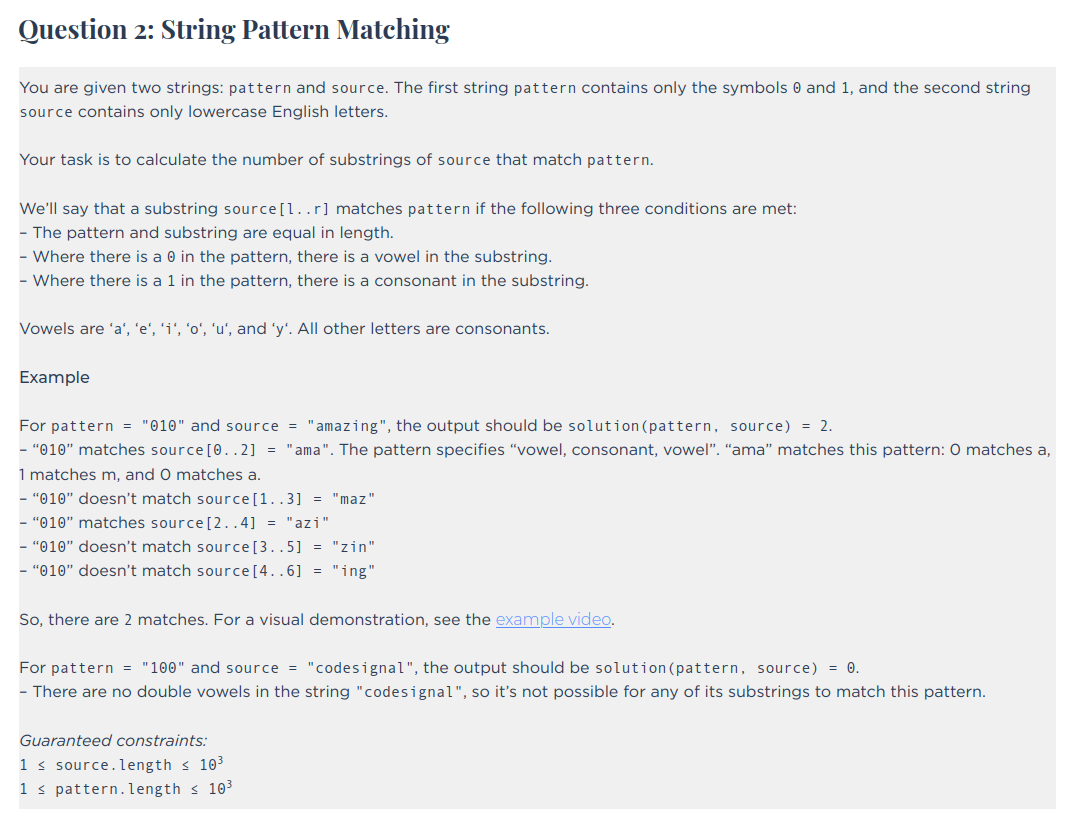 Question 2: String Pattern Matching
You are given two strings: pattern and source. The first string pattern contains only the symbols 0 and 1, and the second string
source contains only lowercase English letters.
Your task is to calculate the number of substrings of source that match pattern.
We’ll say that a substring source[l..r] matches pattern if the following three conditions are met:
– The pattern and substring are equal in length.
– Where there is a 0 in the pattern, there is a vowel in the substring.
– Where there is a 1 in the pattern, there is a consonant in the substring.
Vowels are ‘a‘, ‘e‘, ‘i‘, ‘o‘, ‘u‘, and ‘y‘. All other letters are consonants.
Example
For pattern = "010" and source = "amazing", the output should be solution(pattern, source) = 2.
– “010” matches source[0..2] = "ama". The pattern specifies “vowel, consonant, vowel”. “ama” matches this pattern: 0 matches a,
1 matches m, and 0 matches a.
– “010” doesn’t match source[1..3] = "maz"
– “010” matches source[2..4] = "azi"
– “010” doesn’t match source[3..5] = "zin"
– “010” doesn’t match source[4..6] = "ing"
So, there are 2 matches. For a visual demonstration, see the example video.
For pattern = "100" and source = "codesignal", the output should be solution(pattern, source) = 0.
– There are no double vowels in the string "codesignal", so it’s not possible for any of its substrings to match this pattern.
Guaranteed constraints:
1 ≤ source.length ≤ 10³
1 ≤ pattern.length ≤ 10³